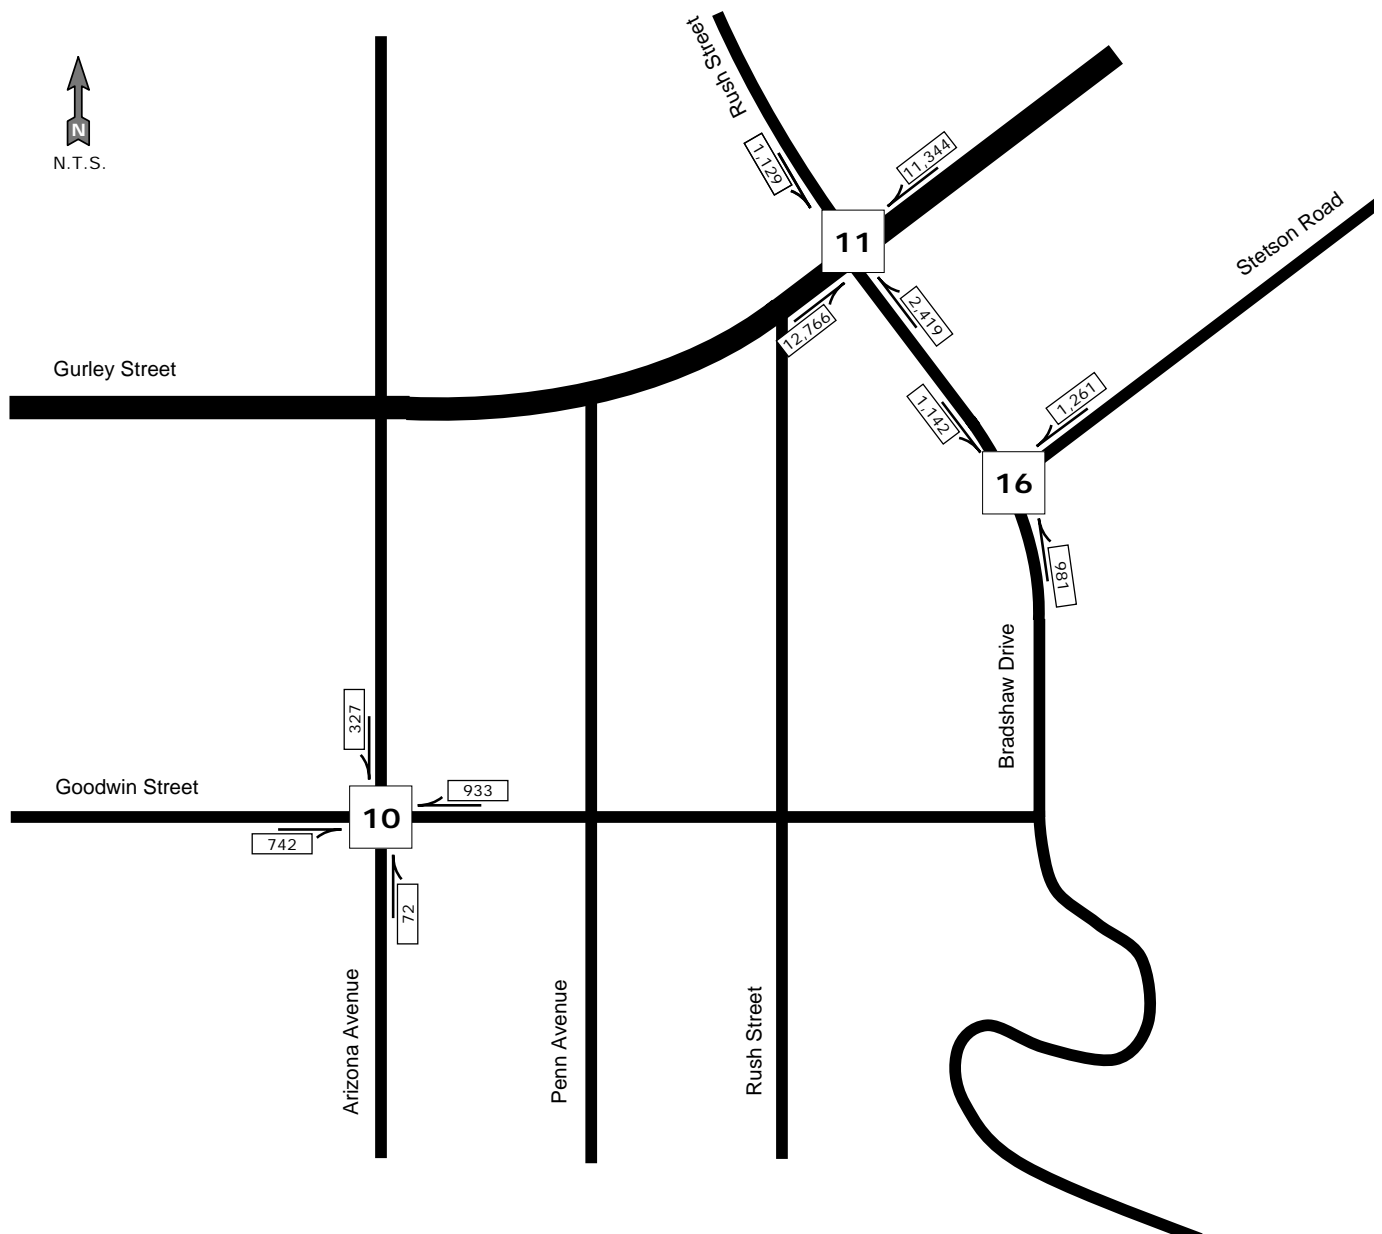 Rush Street
N
N.T.S.
1,129
11,344
11
Stetson Road
2,419
12,766
Gurley Street
1,261
1,142
16
981
Bradshaw Drive
327
Goodwin Street
933
10
742
72
Arizona Avenue
Penn Avenue
Rush Street